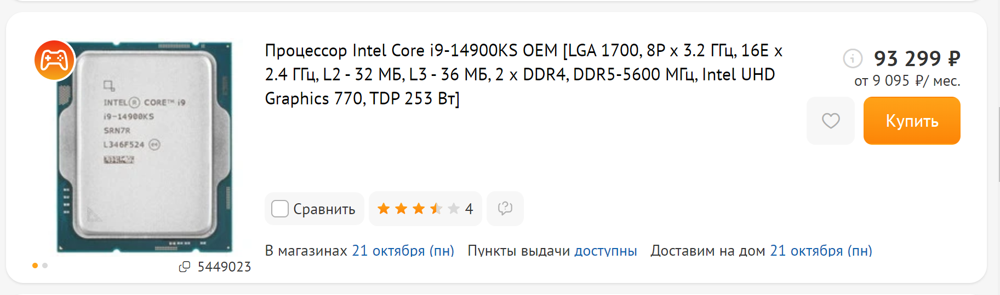 INTEL® CORE™ i9
i9-14900KS
SRN7R
L346F524 e4
5449023
Процессор Intel Core i9-14900KS OEM [LGA 1700, 8P x 3.2 ГГц, 16E x
2.4 ГГц, L2 - 32 МБ, L3 - 36 МБ, 2 x DDR4, DDR5-5600 МГц, Intel UHD
Graphics 770, TDP 253 Вт]
Сравнить
4
В магазинах 21 октября (пн) Пункты выдачи доступны Доставим на дом 21 октября (пн)
93 299 ₽
от 9 095 ₽/ мес.
Купить